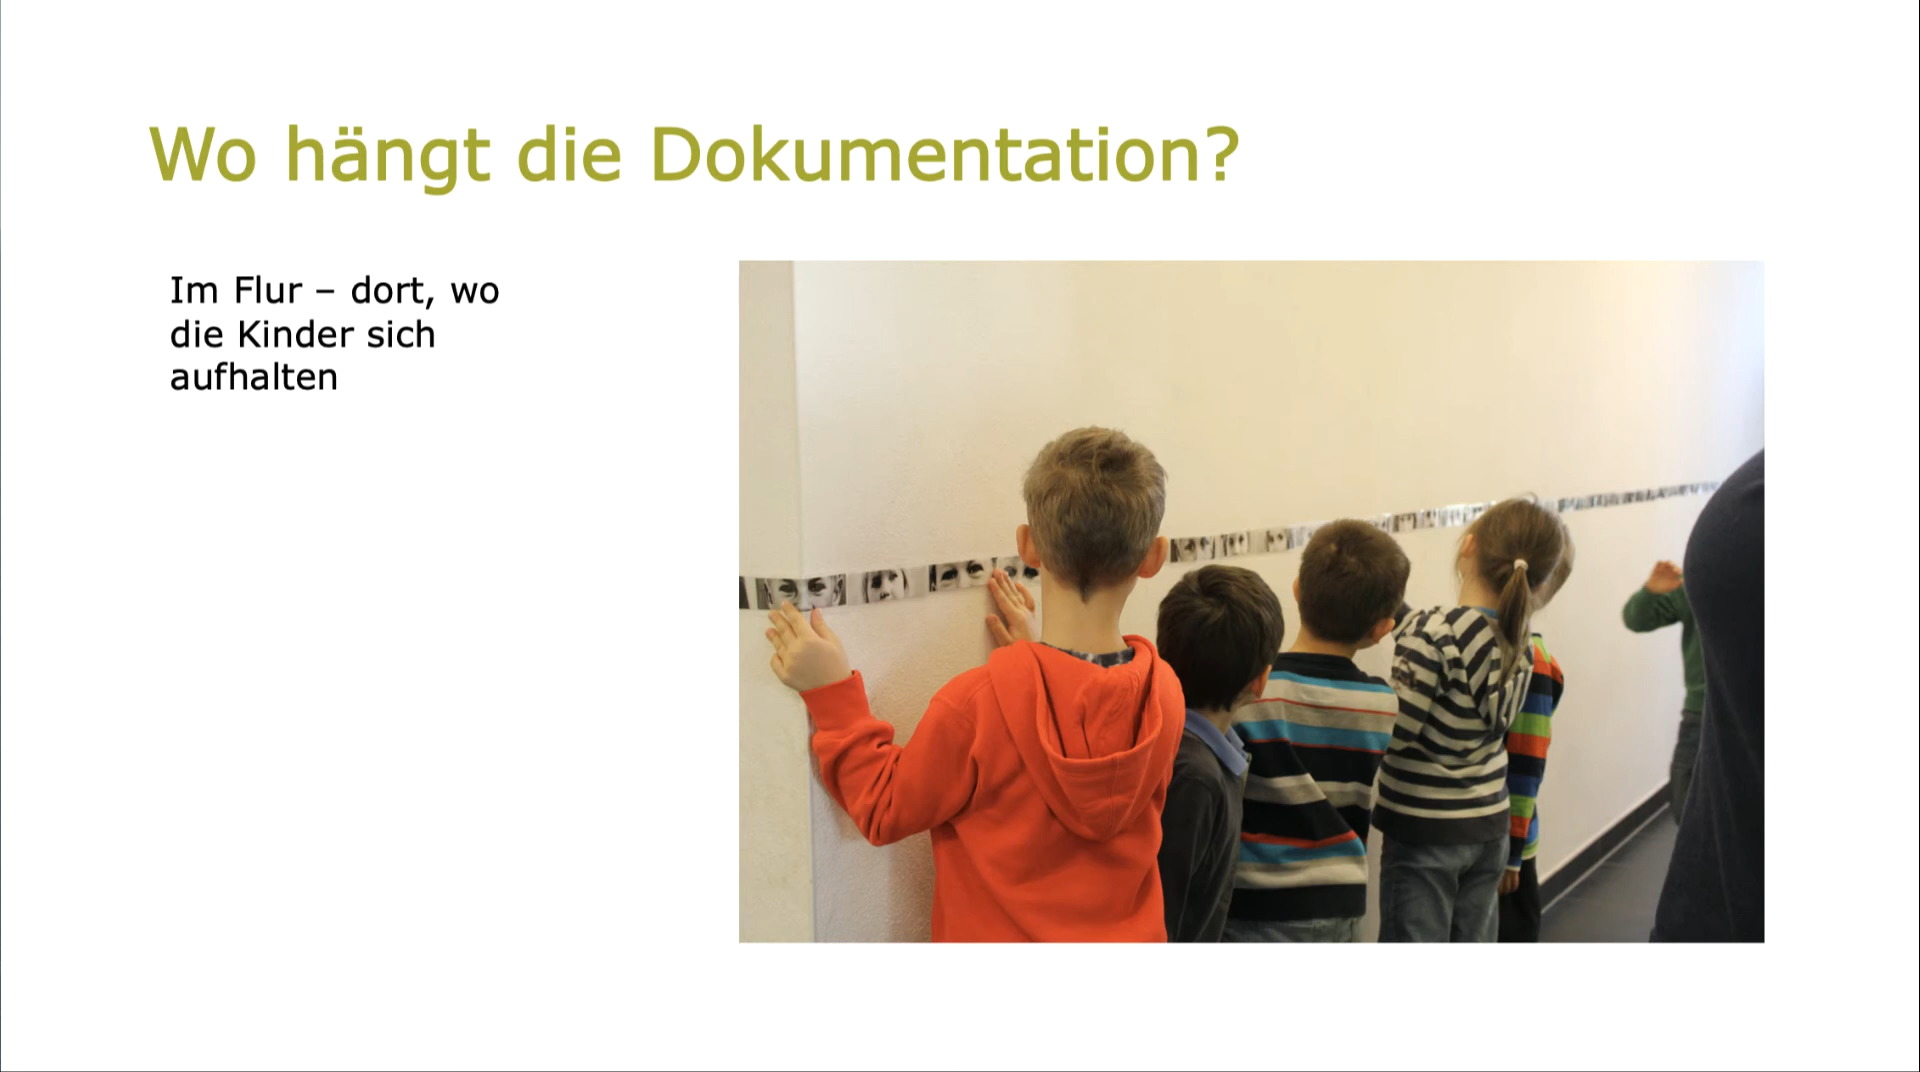 Wo hängt die Dokumentation?
Im Flur – dort, wo
die Kinder sich
aufhalten